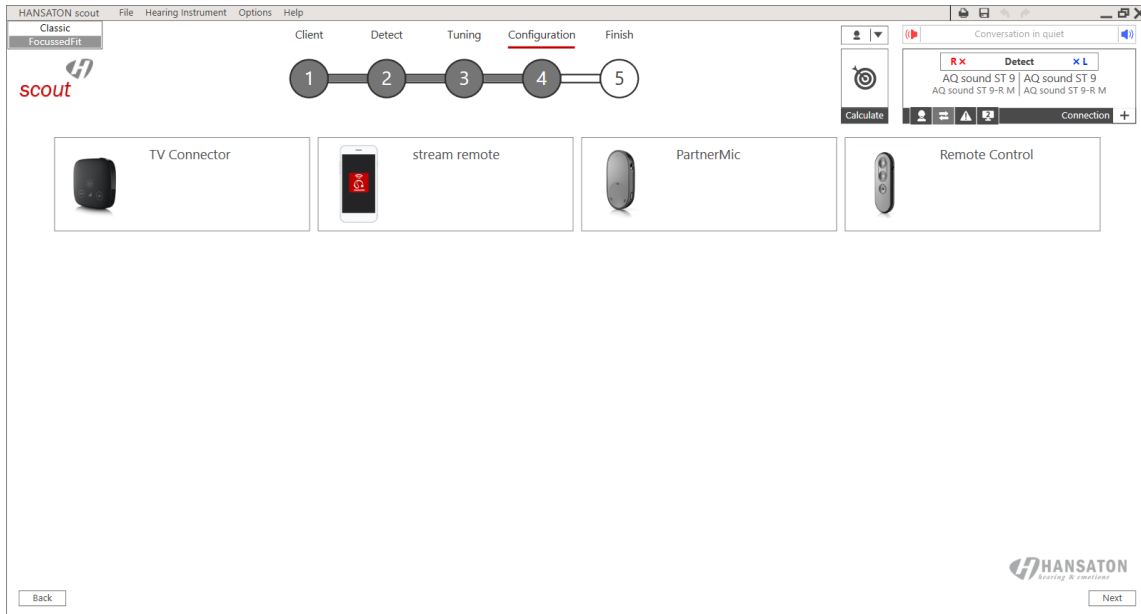 HANSATON scout File Hearing Instrument Options Help
Classic
FocussedFit
Client Detect Tuning Configuration Finish
Conversation in quiet
scout
1 2 3 4 5
R Detect L
AQ sound ST 9 | AQ sound ST 9
AQ sound ST 9-R M | AQ sound ST 9-R M
Calculate
Connection +
TV Connector
stream remote
PartnerMic
Remote Control
HANSATON
hearing & emotions
Back
Next